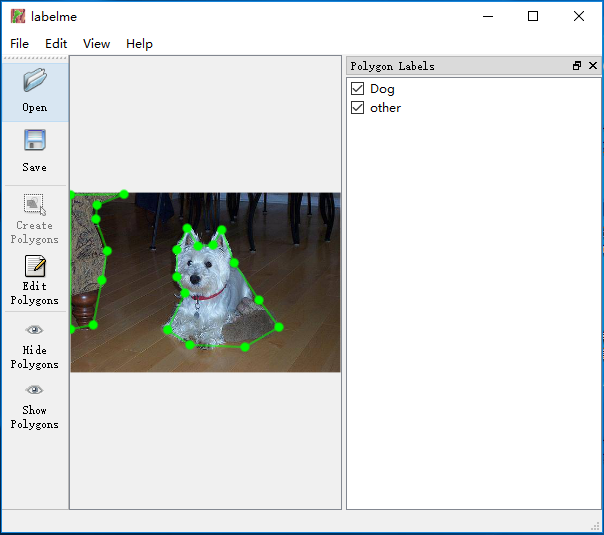 labelme
File Edit View Help
Open
Save
Create
Polygons
Edit
Polygons
Hide
Polygons
Show
Polygons
Polygon Labels
Dog
other